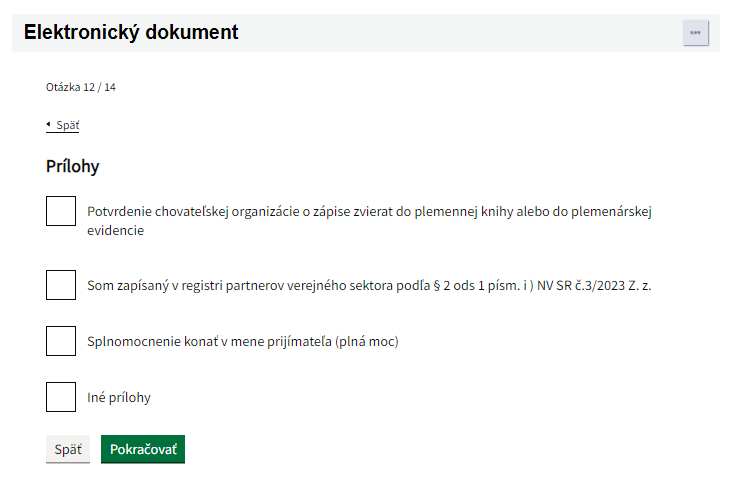 Elektronický dokument
Otázka 12 / 14
Späť
Prílohy
Potvrdenie chovateľskej organizácie o zápise zvierat do plemennej knihy alebo do plemenárskej
evidencie
Som zapísaný v registri partnerov verejného sektora podľa § 2 ods 1 písm. i ) NV SR č.3/2023 Z. z.
Splnomocnenie konať v mene prijímateľa (plná moc)
Iné prílohy
Späť Pokračovať